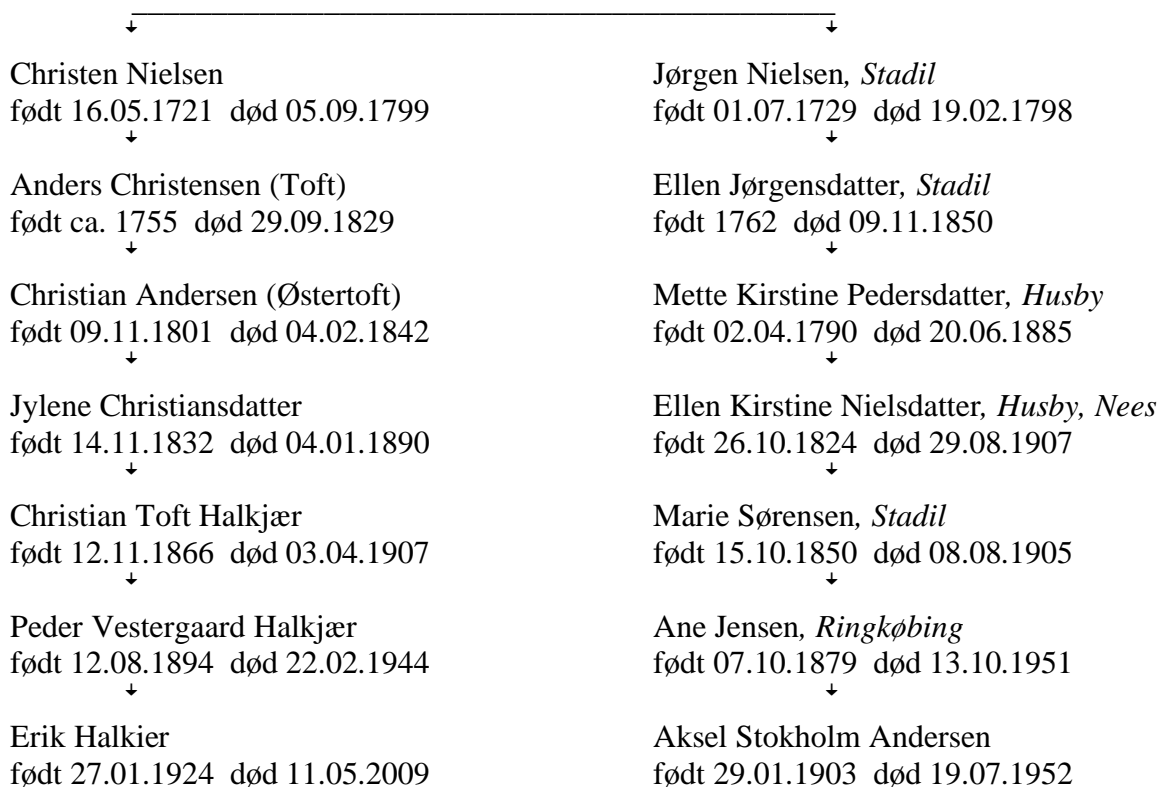 Christen Nielsen
født 16.05.1721 død 05.09.1799
Anders Christensen (Toft)
født ca. 1755 død 29.09.1829
Christian Andersen (Østertoft)
født 09.11.1801 død 04.02.1842
Jylene Christiansdatter
født 14.11.1832 død 04.01.1890
Christian Toft Halkjær
født 12.11.1866 død 03.04.1907
Peder Vestergaard Halkjær
født 12.08.1894 død 22.02.1944
Erik Halkier
født 27.01.1924 død 11.05.2009
Jørgen Nielsen, Stadil
født 01.07.1729 død 19.02.1798
Ellen Jørgensdatter, Stadil
født 1762 død 09.11.1850
Mette Kirstine Pedersdatter, Husby
født 02.04.1790 død 20.06.1885
Ellen Kirstine Nielsdatter, Husby, Nees
født 26.10.1824 død 29.08.1907
Marie Sørensen, Stadil
født 15.10.1850 død 08.08.1905
Ane Jensen, Ringkøbing
født 07.10.1879 død 13.10.1951
Aksel Stokholm Andersen
født 29.01.1903 død 19.07.1952